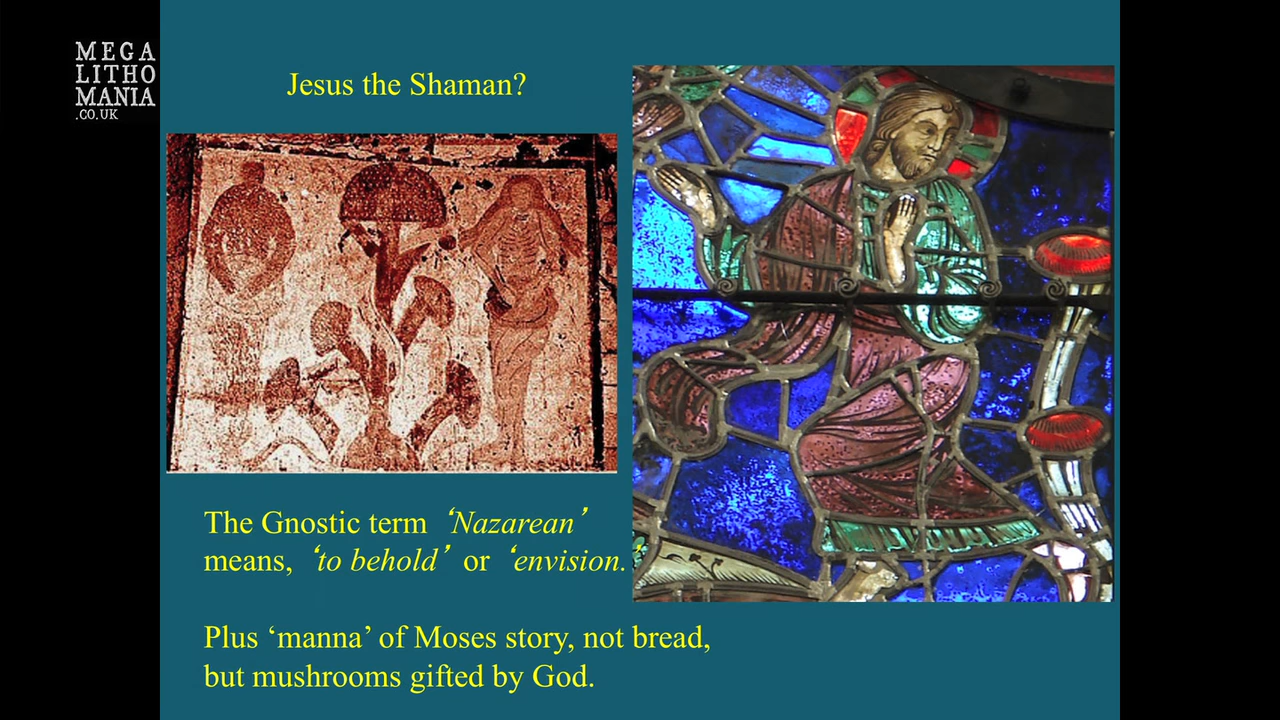 MEGA
LITHO
MANIA
.CO.UK
Jesus the Shaman?
The Gnostic term ‘Nazarean’
means, ‘to behold’ or ‘envision.’
Plus ‘manna’ of Moses story, not bread,
but mushrooms gifted by God.